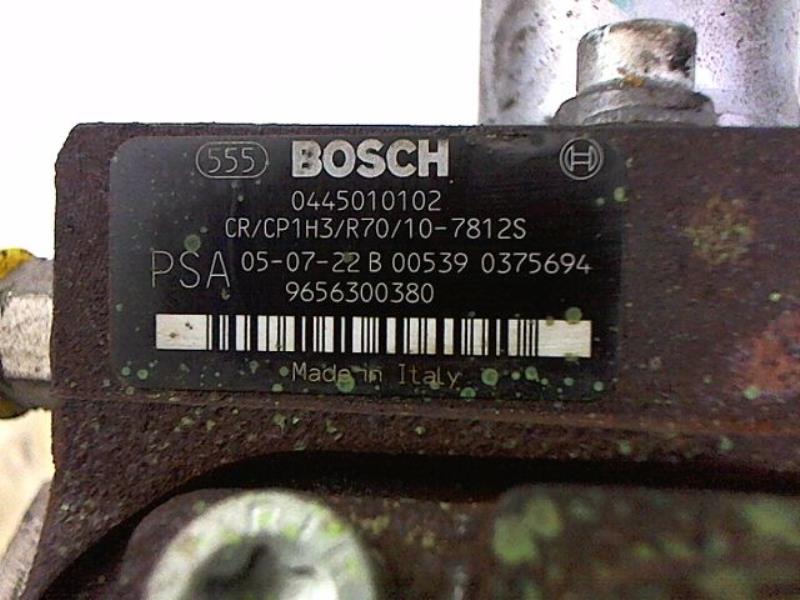 555 BOSCH
0445010102
CR/CP1H3/R70/10-7812S
PSA 05-07-22 B 00539 0375694
9656300380
Made in Italy